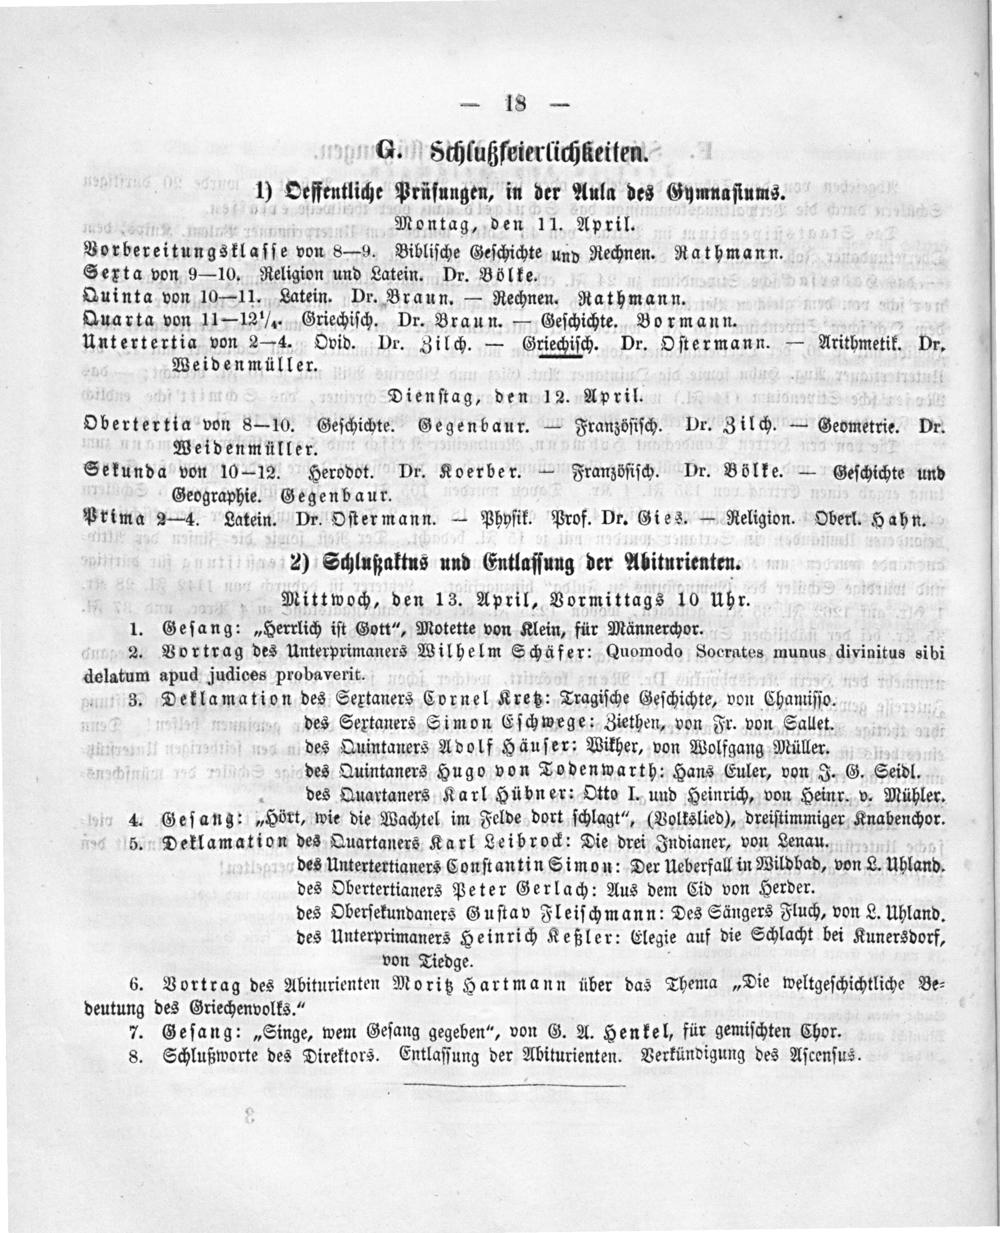 — 18 —
G. Schlußfeierlichkeiten.
1) Oeffentliche Prüfungen, in der Aula des Gymnasiums.
Montag, den 11. April.
Vorbereitungsklasse von 8—9. Biblische Geschichte und Rechnen. Rathmann.
Sexta von 9—10. Religion und Latein. Dr. Bölke.
Quinta von 10—11. Latein. Dr. Braun. — Rechnen. Rathmann.
Quarta von 11—12¼. Griechisch. Dr. Braun. — Geschichte. Bormann.
Untertertia von 2—4. Ovid. Dr. Zilch. — Griechisch. Dr. Ostermann. — Arithmetik. Dr.
Weidenmüller.
Dienstag, den 12. April.
Obertertia von 8—10. Geschichte. Gegenbaur. — Französisch. Dr. Zilch. — Geometrie. Dr.
Weidenmüller.
Sekunda von 10—12. Herodot. Dr. Koerber. — Französisch. Dr. Bölke. — Geschichte und
Geographie. Gegenbaur.
Prima 2—4. Latein. Dr. Ostermann. — Physik. Prof. Dr. Gies. — Religion. Oberl. Hahn.
2) Schlußaktus und Entlassung der Abiturienten.
Mittwoch, den 13. April, Vormittags 10 Uhr.
1. Gesang: „Herrlich ist Gott“, Motette von Klein, für Männerchor.
2. Vortrag des Unterprimaners Wilhelm Schäfer: Quomodo Socrates munus divinitus sibi
delatum apud judices probaverit.
3. Deklamation des Sextaners Cornel Kretz: Tragische Geschichte, von Chamisso.
des Sextaners Simon Eschwege: Ziethen, von Fr. von Sallet.
des Quintaners Adolf Häuser: Wikher, von Wolfgang Müller.
des Quintaners Hugo von Todenwarth: Hans Euler, von J. G. Seidl.
des Quartaners Karl Hübner: Otto I. und Heinrich, von Heinr. v. Mühler.
4. Gesang: „Hört, wie die Wachtel im Felde dort schlagt“, (Volkslied), dreistimmiger Knabenchor.
5. Deklamation des Quartaners Karl Leibrock: Die drei Indianer, von Lenau.
des Untertertianers Constantin Simon: Der Ueberfall in Wildbad, von L. Uhland.
des Obertertianers Peter Gerlach: Aus dem Cid von Herder.
des Obersekundaners Gustav Fleischmann: Des Sängers Fluch, von L. Uhland.
des Unterprimaners Heinrich Keßler: Elegie auf die Schlacht bei Kunersdorf,
von Tiedge.
6. Vortrag des Abiturienten Moritz Hartmann über das Thema „Die weltgeschichtliche Be-
deutung des Griechenvolks.“
7. Gesang: „Singe, wem Gesang gegeben“, von G. A. Henkel, für gemischten Chor.
8. Schlußworte des Direktors. Entlassung der Abiturienten. Verkündigung des Ascensus.